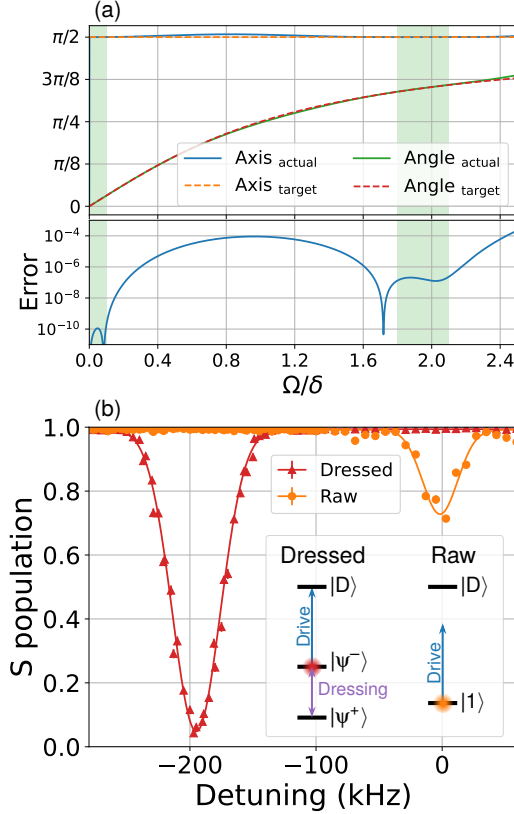 (a)
π/2
3π/8
π/4
π/8
0
Axis actual
Axis target
Angle actual
Angle target
Error
10⁻⁴
10⁻⁶
10⁻⁸
10⁻¹⁰
0.0 0.4 0.8 1.2 1.6 2.0 2.4
Ω/δ
(b)
S population
1.0
0.8
0.6
0.4
0.2
0.0
Dressed
Raw
Dressed Raw
|D⟩ |D⟩
Drive Drive
|ψ⁻⟩
Dressing
|1⟩
|ψ⁺⟩
−200 −100 0
Detuning (kHz)